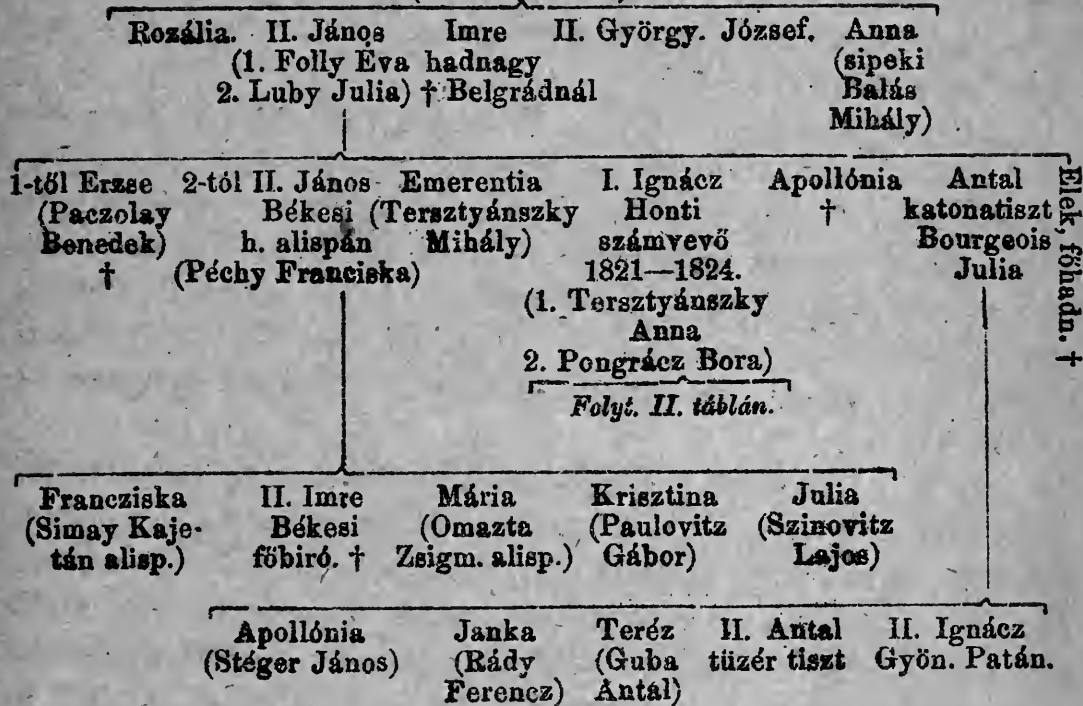 Rozália. II. János Imre II. György. József. Anna
(1. Folly Éva hadnagy (sipeki
2. Luby Julia) † Belgrádnál Balás
Mihály)
1-től Erzse 2-tól II. János Emerentia I. Ignácz Apollónia Antal
(Paczolay Békesi (Tersztyánszky Honti † katonatiszt
Benedek) h. alispán Mihály) számvevő Bourgeois
† (Péchy Franciska) 1821—1824. Julia
(1. Tersztyánszky
Anna
2. Pongrácz Bora)
Folyt. II. táblán.
Elek, főhadn. †
Francziska II. Imre Mária Krisztina Julia
(Simay Kaje- Békesi (Omazta (Paulovitz (Szinovitz
tán alisp.) főbiró. † Zsigm. alisp.) Gábor) Lajos)
Apollónia Janka Teréz II. Antal II. Ignácz
(Stéger János) (Rády (Guba tüzér tiszt Gyön. Patán.
Ferencz) Antal)